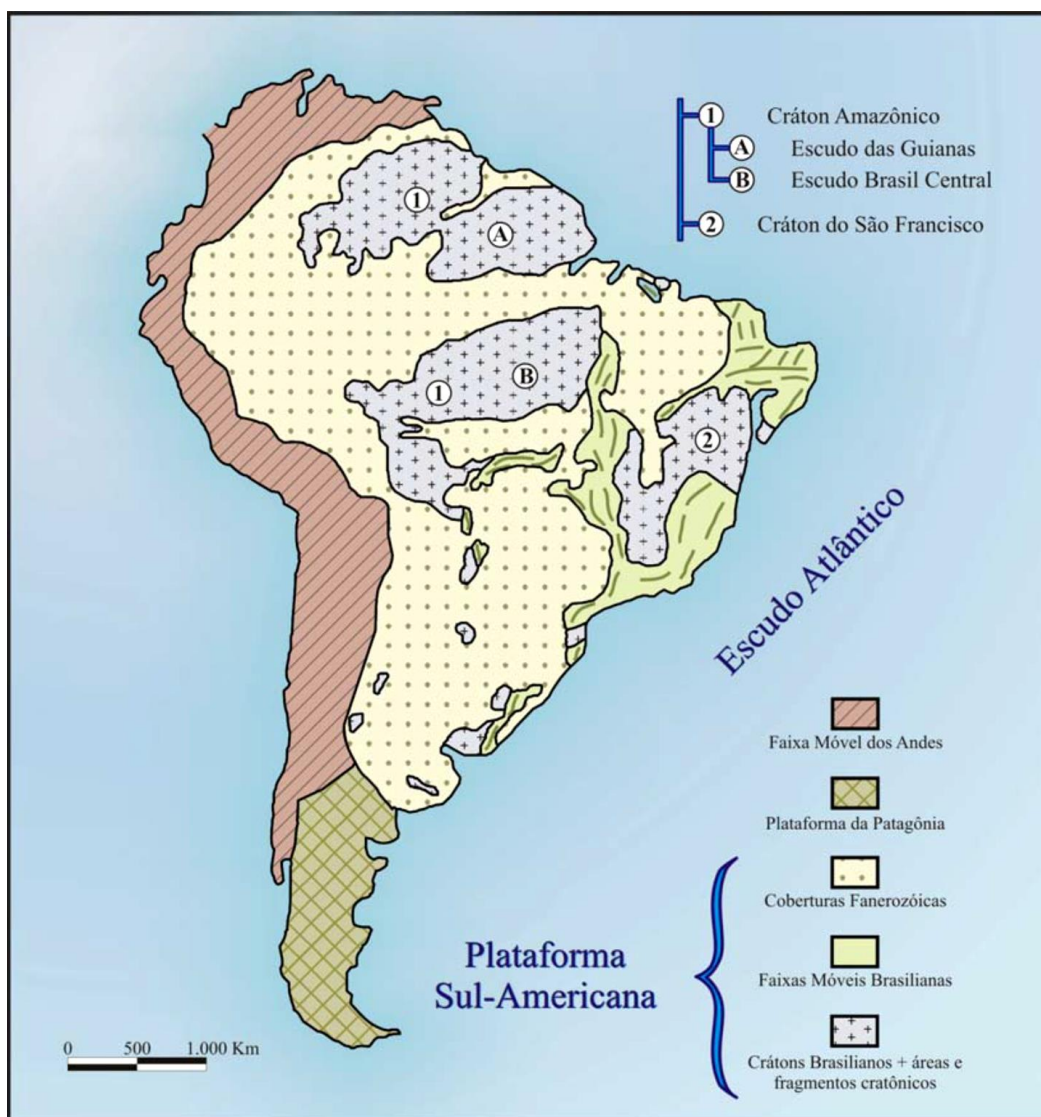 1 Cráton Amazônico
A Escudo das Guianas
B Escudo Brasil Central
2 Cráton do São Francisco
1
A
1
B
2
Escudo Atlântico
Faixa Móvel dos Andes
Plataforma da Patagônia
Coberturas Fanerozóicas
Plataforma
Sul-Americana
Faixas Móveis Brasilianas
0 500 1.000 Km
Crátons Brasilianos + áreas e
fragmentos cratônicos